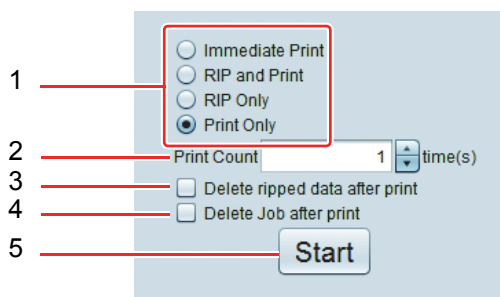 1
Immediate Print
RIP and Print
RIP Only
Print Only
2 Print Count 1 time(s)
3 Delete ripped data after print
4 Delete Job after print
5 Start